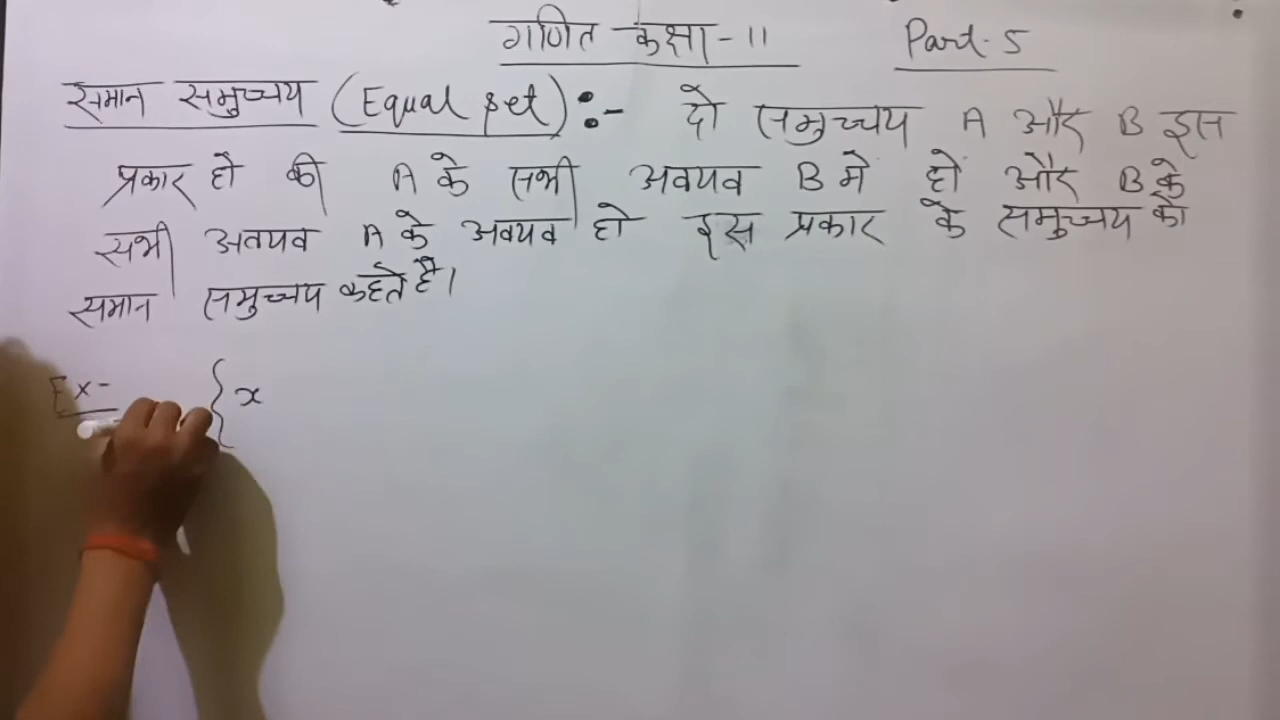 गणित कक्षा-11 Part-5
समान समुच्चय (Equal set) :- दो समुच्चय A और B इस
प्रकार हो की A के सभी अवयव B में हों और B के
सभी अवयव A के अवयव हो इस प्रकार के समुच्चय को
समान समुच्चय कहते है।
Ex- { x